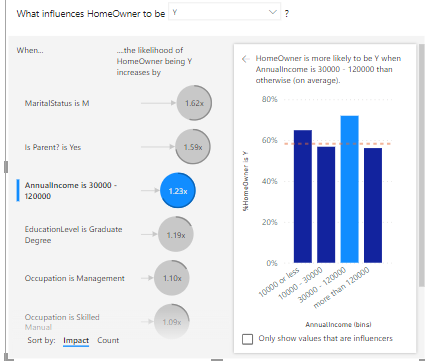 What influences HomeOwner to be Y ?
When...
....the likelihood of
HomeOwner being Y
increases by
MaritalStatus is M
1.62x
Is Parent? is Yes
1.59x
AnnualIncome is 30000 -
120000
1.23x
EducationLevel is Graduate
Degree
1.19x
Occupation is Management
1.10x
Occupation is Skilled
Manual
1.09x
Sort by: Impact Count
HomeOwner is more likely to be Y when
AnnualIncome is 30000 - 120000 than
otherwise (on average).
%HomeOwner is Y
80%
60%
40%
20%
0%
10000 or less
10000 - 30000
30000 - 120000
more than 120000
AnnualIncome (bins)
Only show values that are influencers